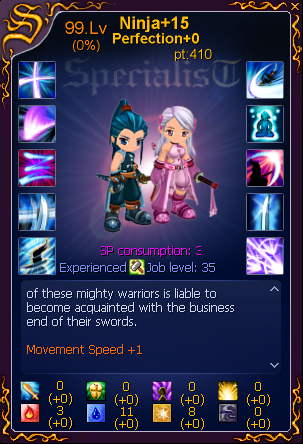 S
99.Lv
(0%)
Ninja+15
Perfection+0
pt:410
SpecialisT
SP consumption: 3
Experienced Job level: 35
of these mighty warriors is liable to
become acquainted with the business
end of their swords.
Movement Speed +1
0 0 0 0
(+0) (+0) (+0) (+0)
3 11 8 0
(+0) (+0) (+0) (+0)